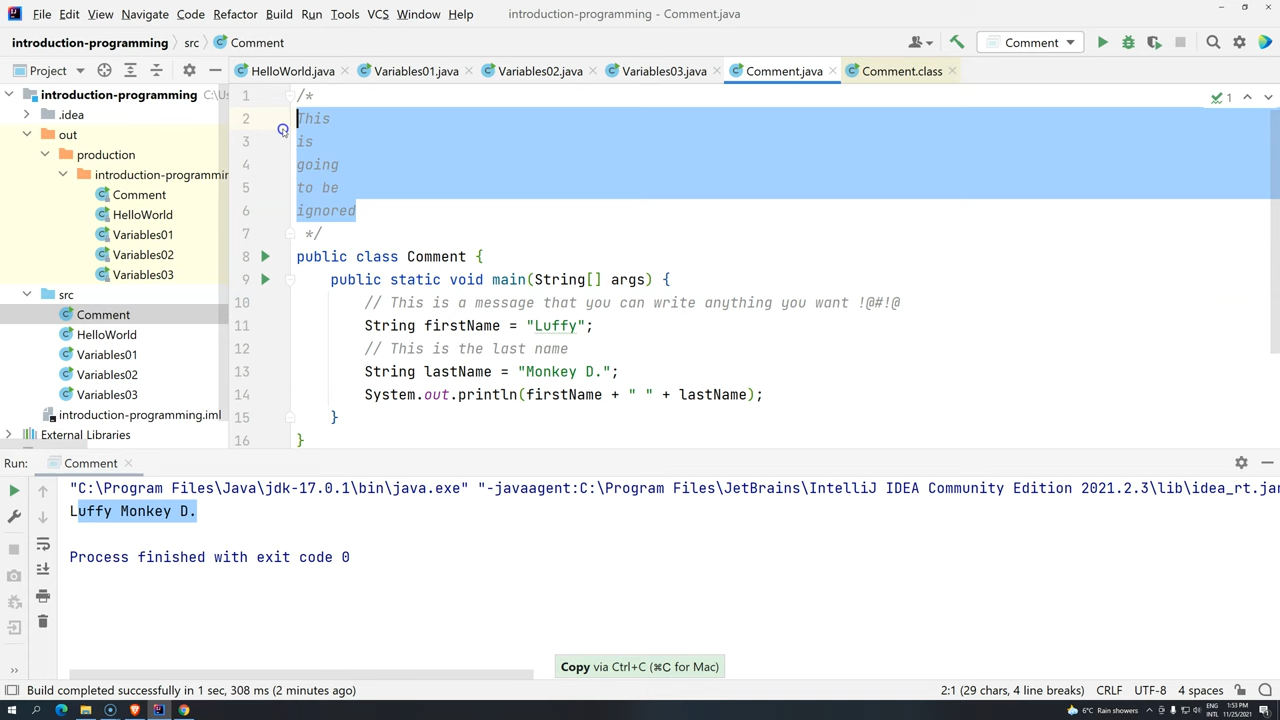 File Edit View Navigate Code Refactor Build Run Tools VCS Window Help introduction-programming - Comment.java
introduction-programming src Comment Comment
Project HelloWorld.java Variables01.java Variables02.java Variables03.java Comment.java Comment.class
introduction-programming C:\U
.idea
out
production
introduction-programmin
Comment
HelloWorld
Variables01
Variables02
Variables03
src
Comment
HelloWorld
Variables01
Variables02
Variables03
introduction-programming.iml
External Libraries
1 /*
2 This
3 is
4 going
5 to be
6 ignored
7 */
8 public class Comment {
9 public static void main(String[] args) {
10 // This is a message that you can write anything you want !@#!@
11 String firstName = "Luffy";
12 // This is the last name
13 String lastName = "Monkey D.";
14 System.out.println(firstName + " " + lastName);
15 }
16 }
1
Run: Comment
"C:\Program Files\Java\jdk-17.0.1\bin\java.exe" "-javaagent:C:\Program Files\JetBrains\IntelliJ IDEA Community Edition 2021.2.3\lib\idea_rt.jar
Luffy Monkey D.
Process finished with exit code 0
Copy via Ctrl+C (⌘C for Mac)
Build completed successfully in 1 sec, 308 ms (2 minutes ago) 2:1 (29 chars, 4 line breaks) CRLF UTF-8 4 spaces
6°C Rain showers ENG INTL 1:53 PM 11/25/2021